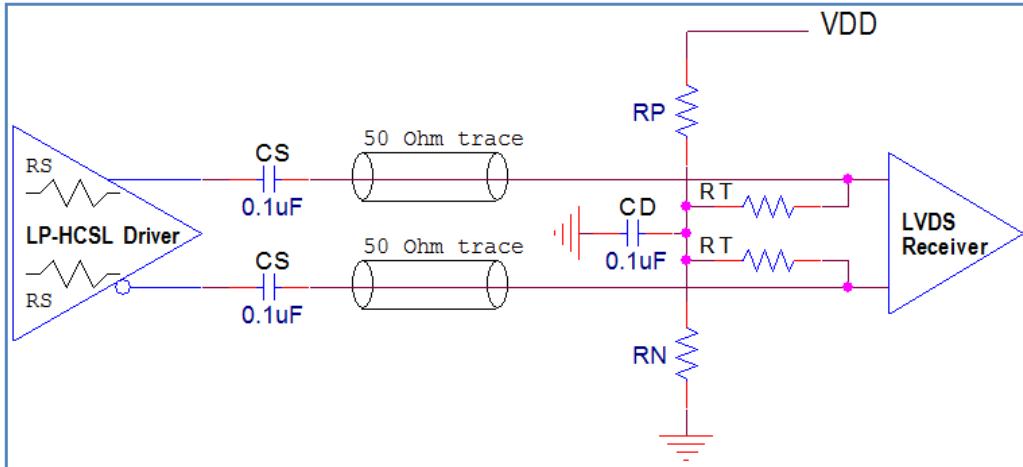 VDD
RP
50 Ohm trace
CS
0.1uF
RS
LP-HCSL Driver
RS
RT
CD
0.1uF
RT
LVDS
Receiver
50 Ohm trace
CS
0.1uF
RN